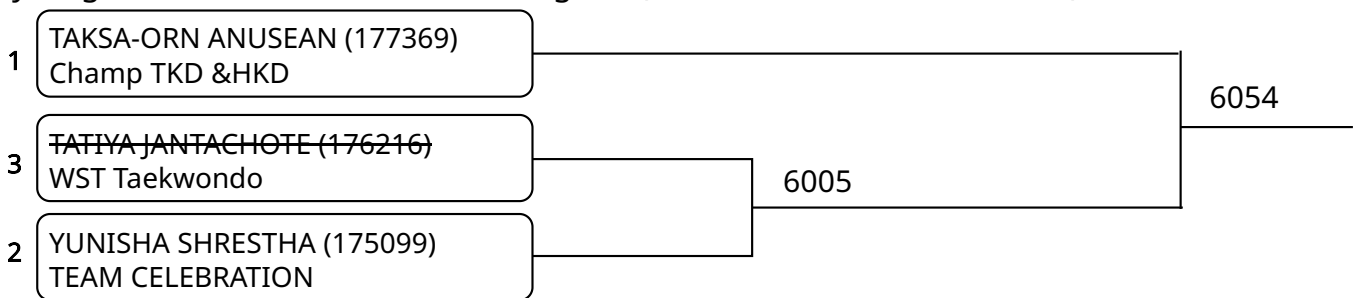 1
TAKSA-ORN ANUSEAN (177369)
Champ TKD &HKD
6054
3
TATIYA JANTACHOTE (176216)
WST Taekwondo
6005
2
YUNISHA SHRESTHA (175099)
TEAM CELEBRATION